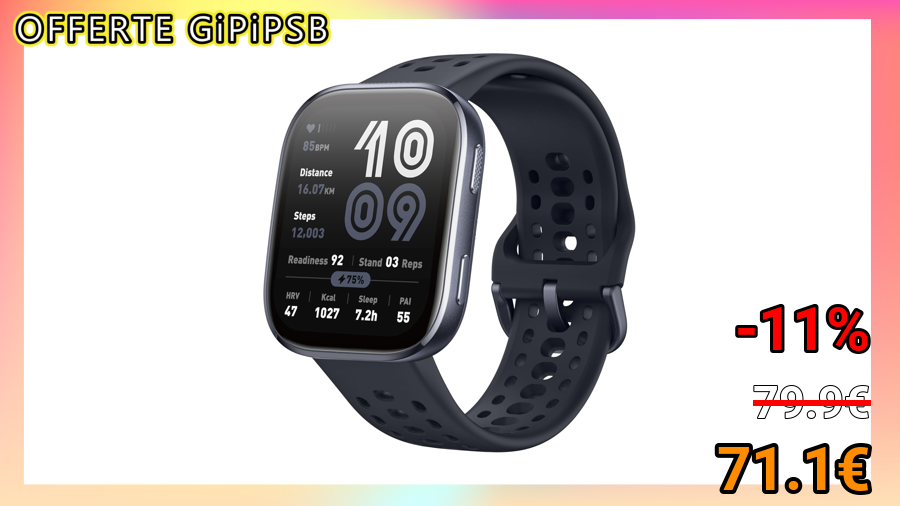 OFFERTE GiPiPSB
85BPM
10
09
Distance
16.07KM
Steps
12,003
Readiness 92 | Stand 03 Reps
75%
HRV Kcal Sleep PAI
47 1027 7.2h 55
-11%
79.9€
71.1€